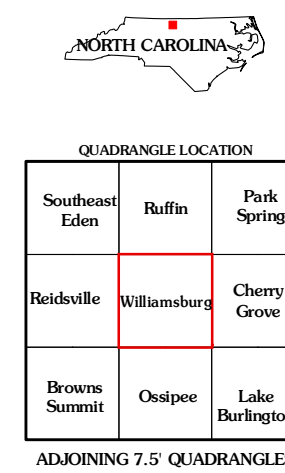 NORTH CAROLINA
QUADRANGLE LOCATION
Southeast
Eden
Ruffin
Park
Spring
Reidsville
Williamsburg
Cherry
Grove
Browns
Summit
Ossipee
Lake
Burlingto
ADJOINING 7.5' QUADRANGLE